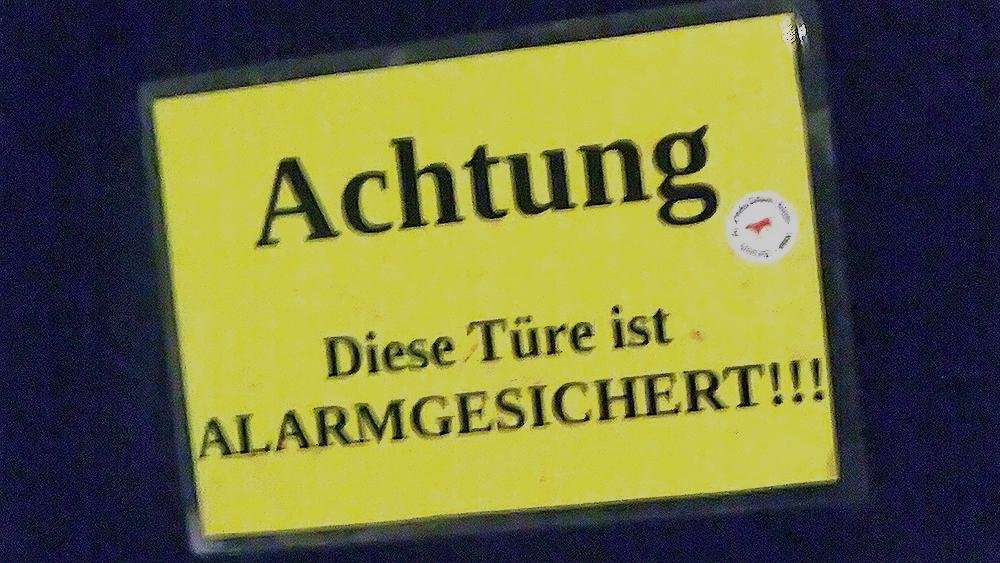 Achtung
Diese Türe ist
ALARMGESICHERT!!!